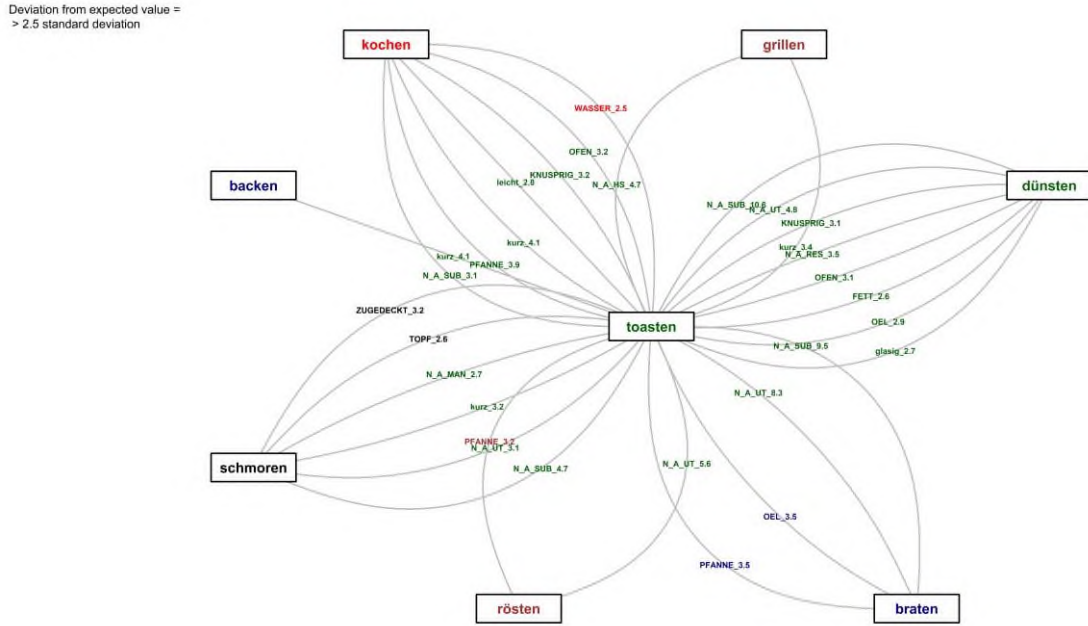 Deviation from expected value =
> 2.5 standard deviation
kochen
grillen
WASSER_2.5
OFEN_3.2
KNUSPRIG_3.2
leicht_2.6
N_A_HS_4.7
backen
dünsten
N_A_SUB_10.6
N_A_UT_4.8
KNUSPRIG_3.1
kurz_4.1
kurz_3.4
N_A_RES_3.5
kurz_4.1
PFANNE_3.9
N_A_SUB_3.1
OFEN_3.1
FETT_2.6
ZUGEDECKT_3.2
OEL_2.9
toasten
TOPF_2.6
N_A_SUB_9.5
glasig_2.7
N_A_MAN_2.7
N_A_UT_8.3
kurz_3.2
PFANNE_3.2
N_A_UT_3.1
N_A_UT_5.6
schmoren
N_A_SUB_4.7
OEL_3.5
PFANNE_3.5
rösten
braten